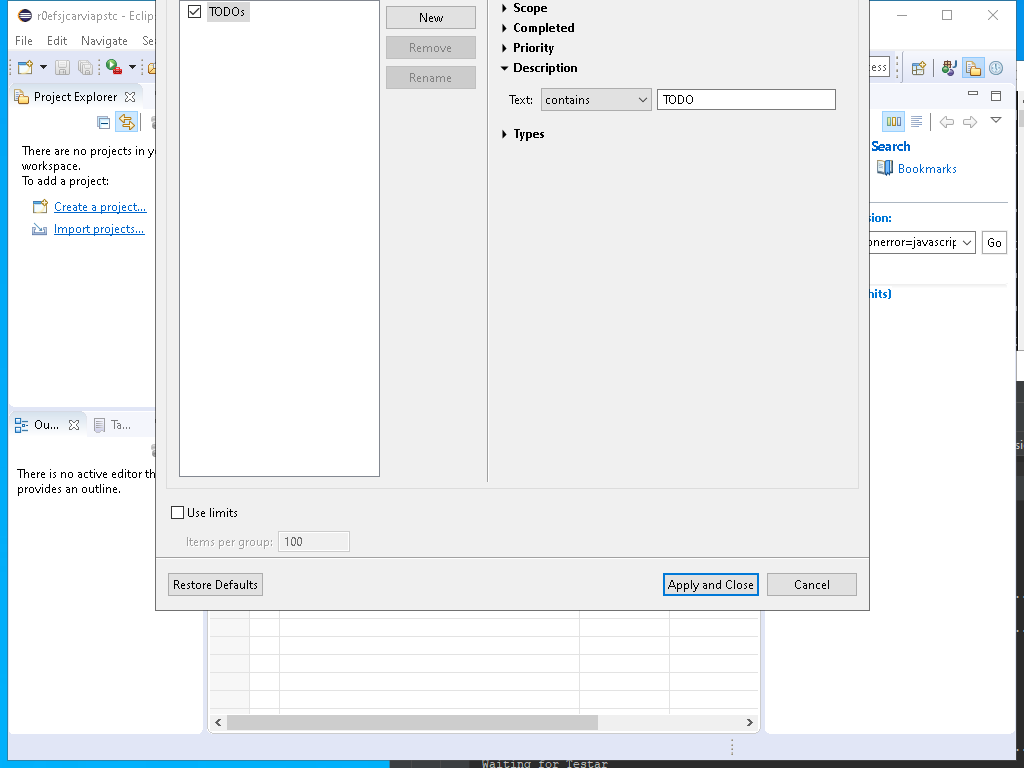 r0efsjcarviapstc - Eclip
File Edit Navigate Se
Project Explorer
There are no projects in y
workspace.
To add a project:
Create a project...
Import projects...
Ou... Ta...
There is no active editor th
provides an outline.
TODOs
New
Remove
Rename
Scope
Completed
Priority
Description
Text: contains TODO
Types
Use limits
Items per group: 100
Restore Defaults Apply and Close Cancel
ess
Search
Bookmarks
sion:
onerror=javascrip Go
hits)
Waiting for Testar